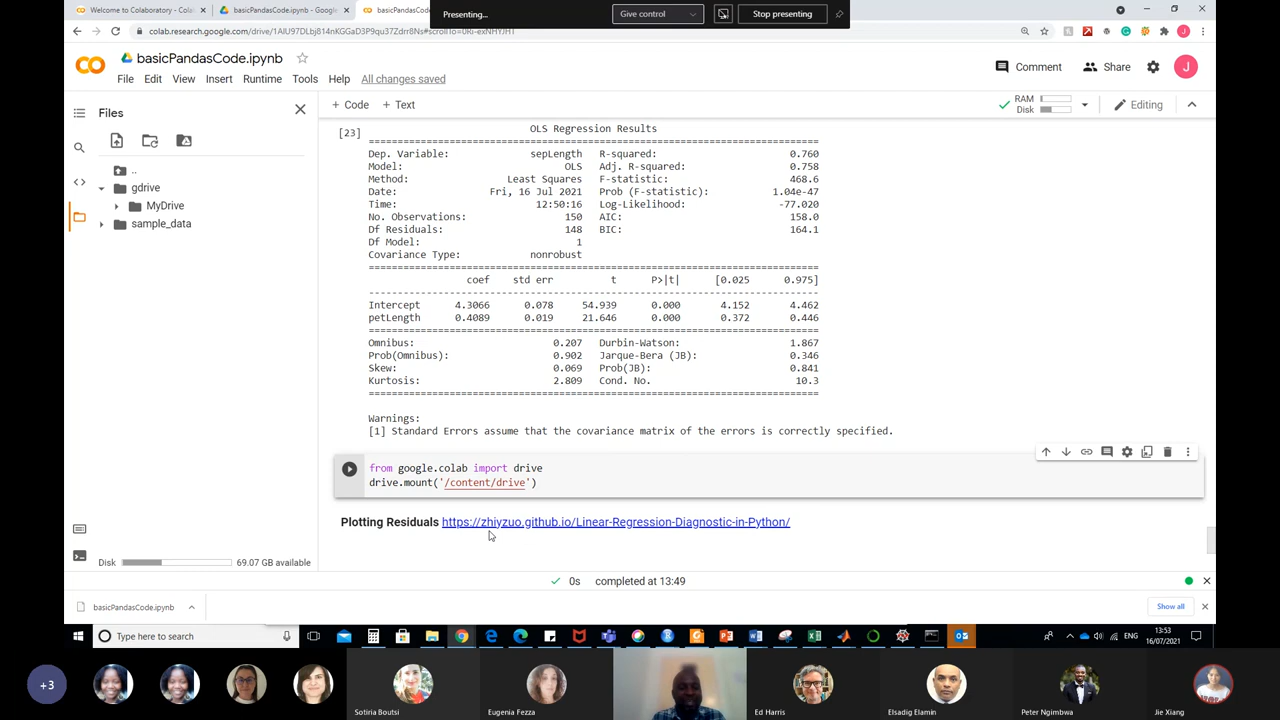 Welcome to Colaboratory - Cola
basicPandasCode.ipynb - Google
basicPandasCo
Presenting...
Give control
Stop presenting
basicPandasCode.ipynb
File Edit View Insert Runtime Tools Help All changes saved
Comment
Share
J
J
Files
+ Code + Text
RAM
Disk
Editing
..
gdrive
MyDrive
sample_data
[23]
OLS Regression Results
Dep. Variable: sepLength R-squared: 0.760
Model: OLS Adj. R-squared: 0.758
Method: Least Squares F-statistic: 468.6
Date: Fri, 16 Jul 2021 Prob (F-statistic): 1.04e-47
Time: 12:50:16 Log-Likelihood: -77.020
No. Observations: 150 AIC: 158.0
Df Residuals: 148 BIC: 164.1
Df Model: 1
Covariance Type: nonrobust
coef std err t P>|t| [0.025 0.975]
Intercept 4.3066 0.078 54.939 0.000 4.152 4.462
petLength 0.4089 0.019 21.646 0.000 0.372 0.446
Omnibus: 0.207 Durbin-Watson: 1.867
Prob(Omnibus): 0.902 Jarque-Bera (JB): 0.346
Skew: 0.069 Prob(JB): 0.841
Kurtosis: 2.809 Cond. No. 10.3
Warnings:
[1] Standard Errors assume that the covariance matrix of the errors is correctly specified.
from google.colab import drive
drive.mount('/content/drive')
Plotting Residuals https://zhiyzuo.github.io/Linear-Regression-Diagnostic-in-Python/
Disk
69.07 GB available
0s completed at 13:49
basicPandasCode.ipynb
Show all
Type here to search
ENG
13:53
16/07/2021
+3
Sotiria Boutsi
Eugenia Fezza
Ed Harris
Elsadig Elamin
Peter Ngimbwa
Jie Xiang